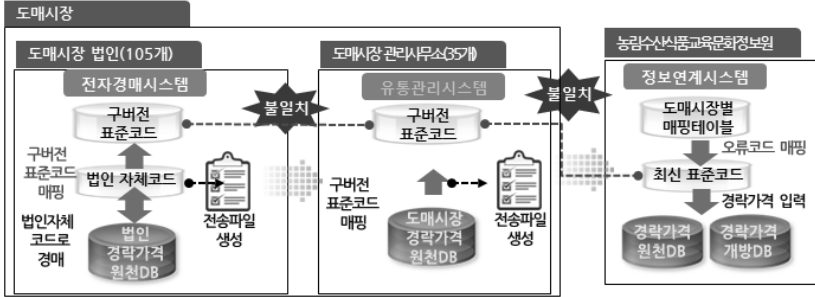 도매시장
도매시장 법인(105개)
전자경매시스템
구버전
표준코드
구버전
표준코드
매핑
법인 자체코드
법인자체
코드로
경매
법인
경락가격
원천DB
전송파일
생성
불일치
도매시장 관리사무소(35개)
유통관리시스템
구버전
표준코드
구버전
표준코드
매핑
도매시장
경락가격
원천DB
전송파일
생성
불일치
농림수산식품교육문화정보원
정보연계시스템
도매시장별
매핑테이블
오류코드 매핑
최신 표준코드
경락가격 입력
경락가격
원천DB
경락가격
개방DB